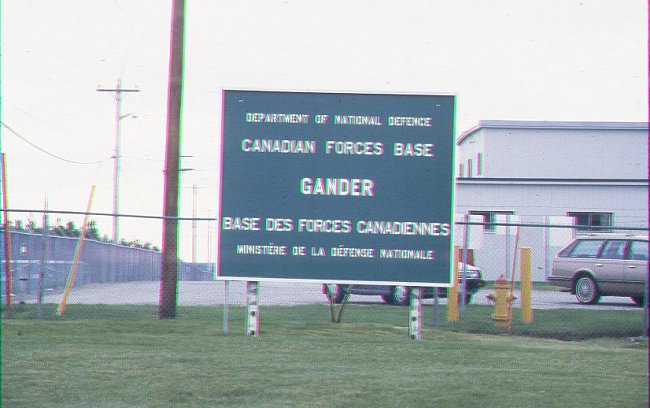 DEPARTMENT OF NATIONAL DEFENCE
CANADIAN FORCES BASE
GANDER
BASE DES FORCES CANADIENNES
MINISTÈRE DE LA DÉFENSE NATIONALE